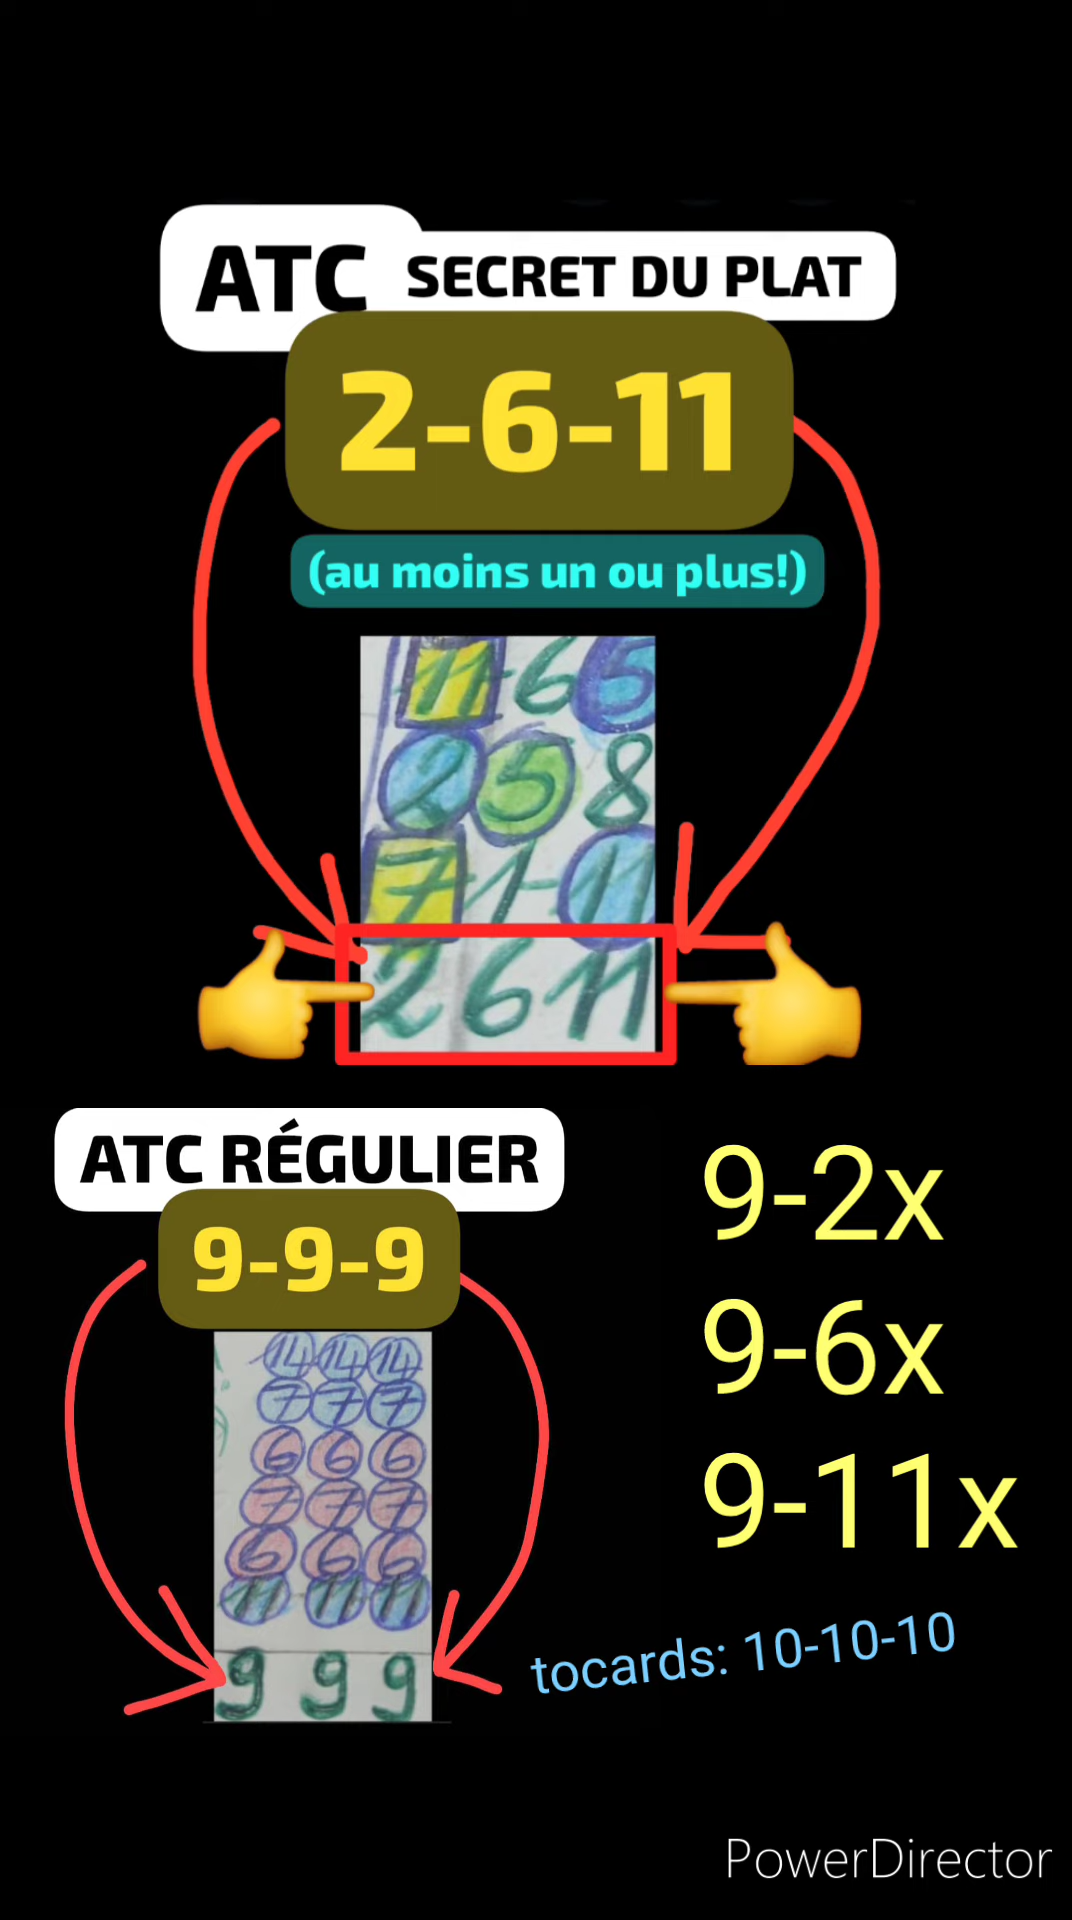 ATC SECRET DU PLAT
2-6-11
(au moins un ou plus!)
11-6 5
2 5 8
7-1-11
2 6 11
ATC RÉGULIER
9-9-9
14 14 14
7 7 7
6 6 6
7 7 7
6 6 6
11 11 11
9 9 9
9-2x
9-6x
9-11x
tocards: 10-10-10
PowerDirector